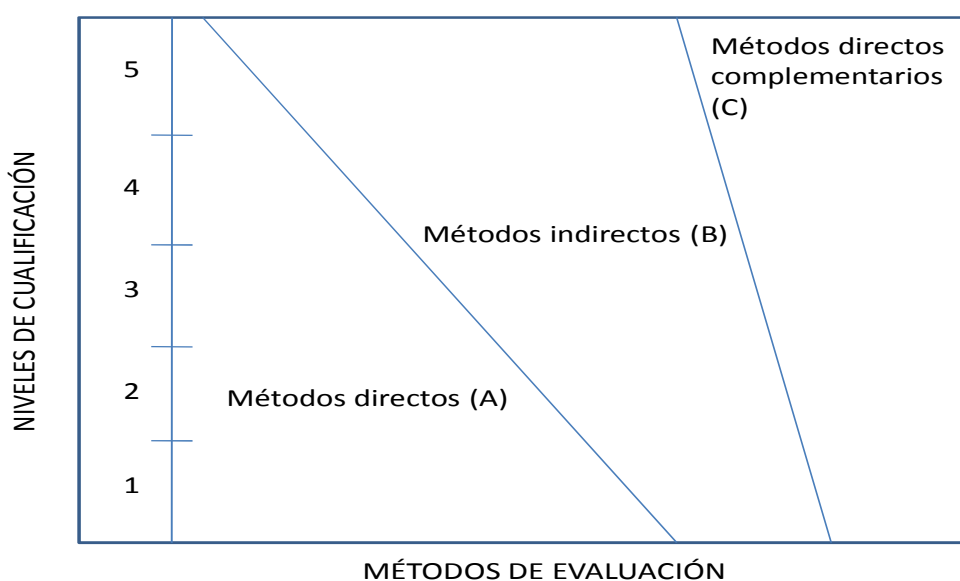 Métodos directos
complementarios
(C)
5
4
Métodos indirectos (B)
3
2
Métodos directos (A)
1
NIVELES DE CUALIFICACIÓN
MÉTODOS DE EVALUACIÓN